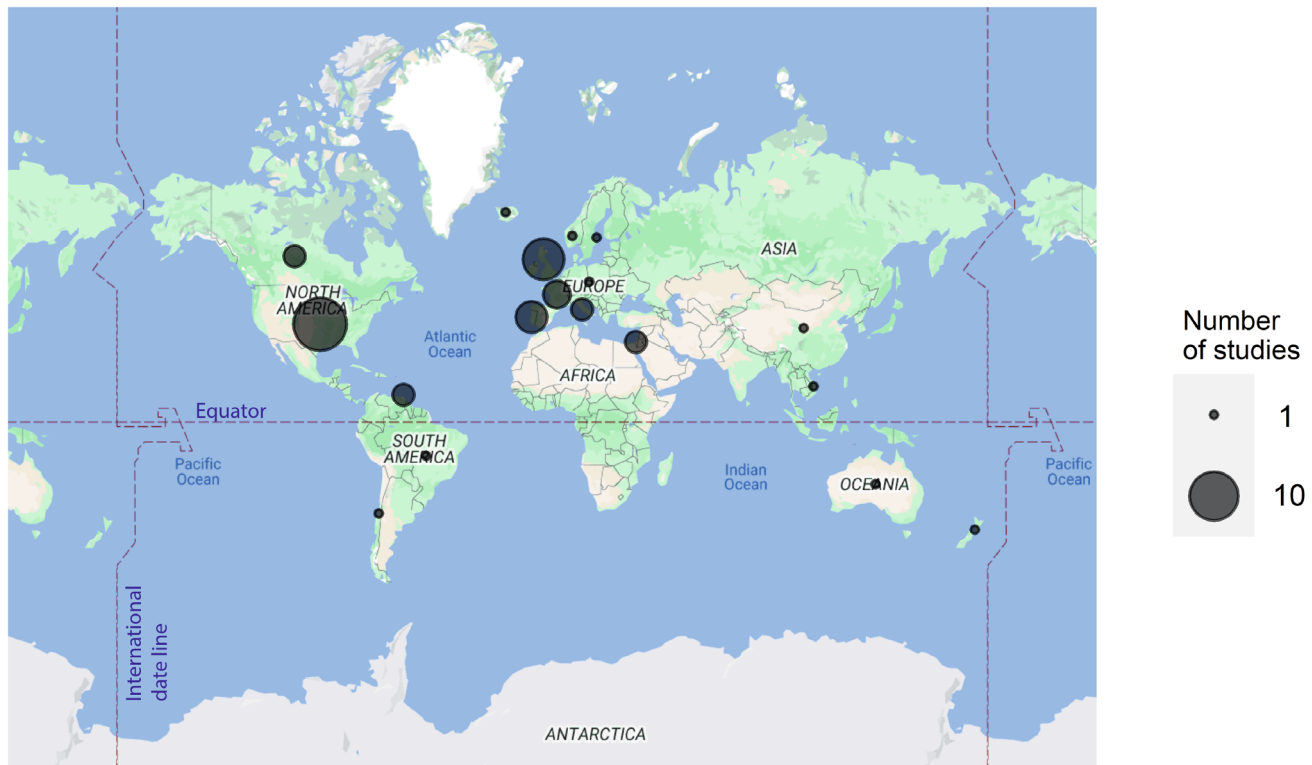 ASIA
NORTH
AMERICA
EUROPE
Atlantic
Ocean
AFRICA
Equator
SOUTH
AMERICA
Pacific
Ocean
Indian
Ocean
OCEANIA
Pacific
Ocean
International
date line
ANTARCTICA
Number
of studies
1
10